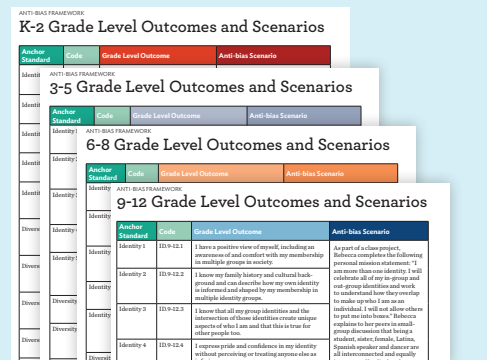 ANTI-BIAS FRAMEWORK
K-2 Grade Level Outcomes and Scenarios
Anchor Standard
Code
Grade Level Outcome
Anti-bias Scenario
ANTI-BIAS FRAMEWORK
3-5 Grade Level Outcomes and Scenarios
Anchor Standard
Code
Grade Level Outcome
Anti-bias Scenario
ANTI-BIAS FRAMEWORK
6-8 Grade Level Outcomes and Scenarios
Anchor Standard
Code
Grade Level Outcome
Anti-bias Scenario
ANTI-BIAS FRAMEWORK
9-12 Grade Level Outcomes and Scenarios
Anchor
Standard
Code
Grade Level Outcome
Anti-bias Scenario
Identity 1
ID.9-12.1
I have a positive view of myself, including an
awareness of and comfort with my membership
in multiple groups in society.
Identity 2
ID.9-12.2
I know my family history and cultural back-
ground and can describe how my own identity
is informed and shaped by my membership in
multiple identity groups.
Identity 3
ID.9-12.3
I know that all my group identities and the
intersection of those identities create unique
aspects of who I am and that this is true for
other people too.
Identity 4
ID.9-12.4
I express pride and confidence in my identity
without perceiving or treating anyone else as
As part of a class project,
Rebecca completes the following
personal mission statement: "I
am more than one identity. I will
celebrate all of my in-group and
out-group identities and work
to understand how they overlap
to make up who I am as an
individual. I will not allow others
to put me into boxes." Rebecca
explains to her peers in small-
group discussion that being a
student, sister, female, Latina,
Spanish speaker and dancer are
all interconnected and equally